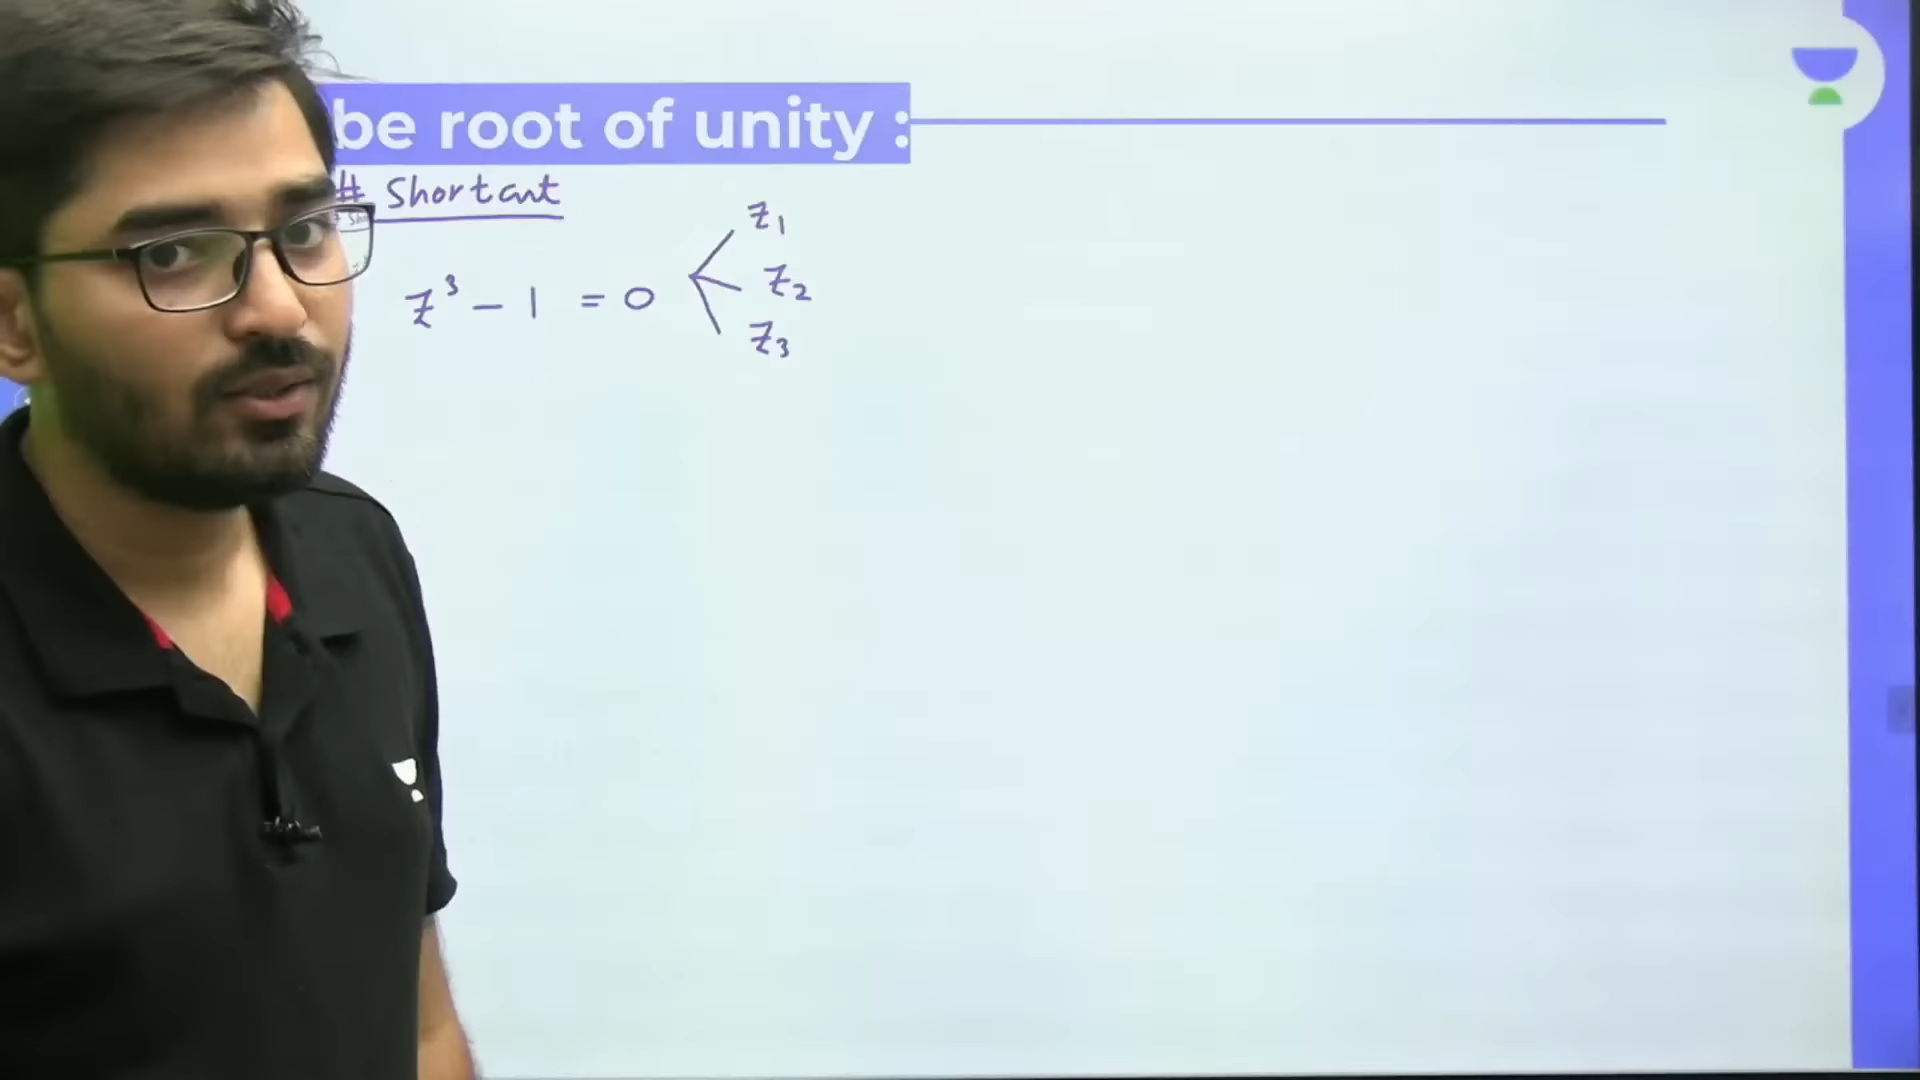 be root of unity :
# Shortcut
z³ - 1 = 0
z₁
z₂
z₃